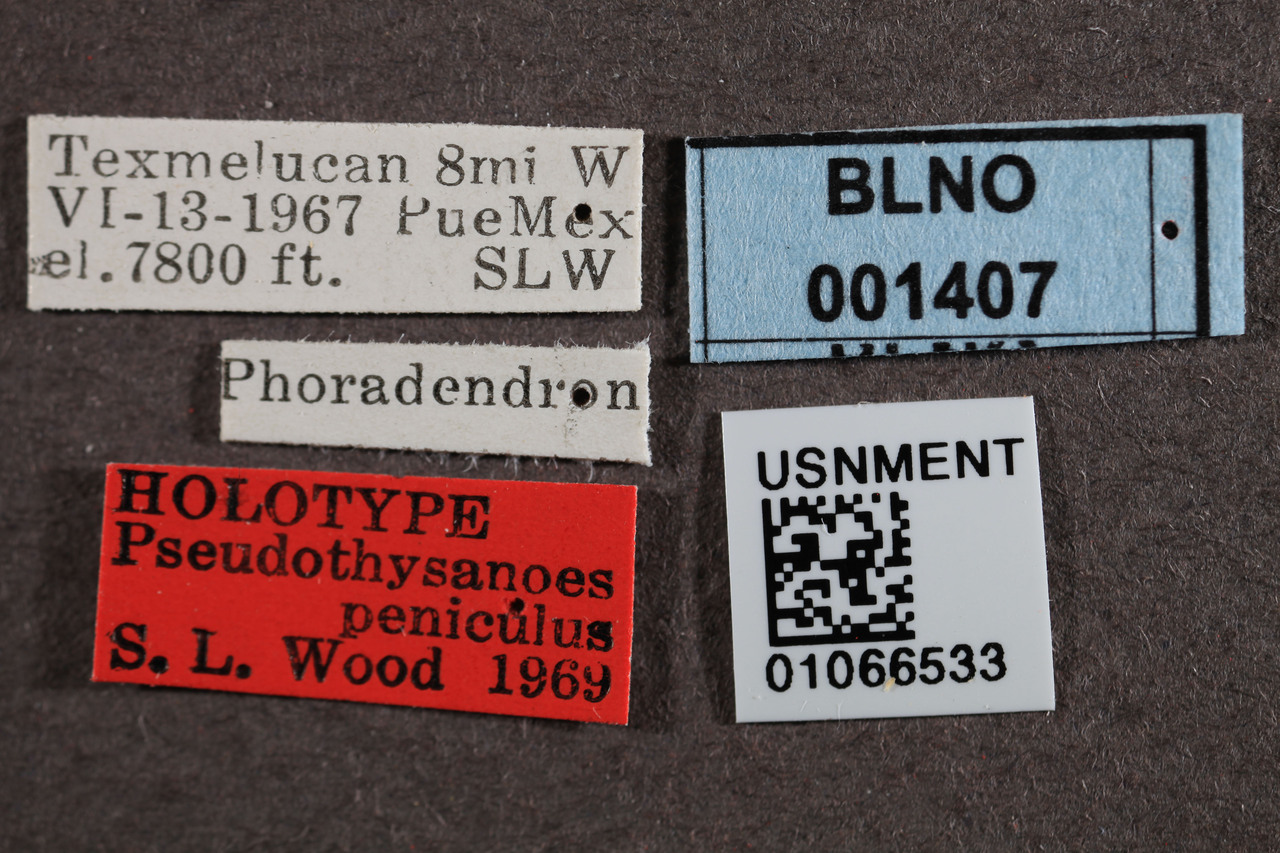 Texmelucan 8mi W
VI-13-1967 PueMex
el. 7800 ft. SLW
Phoradendron
HOLOTYPE
Pseudothysanoes
peniculus
S. L. Wood 1969
BLNO
001407
USNMENT
01066533